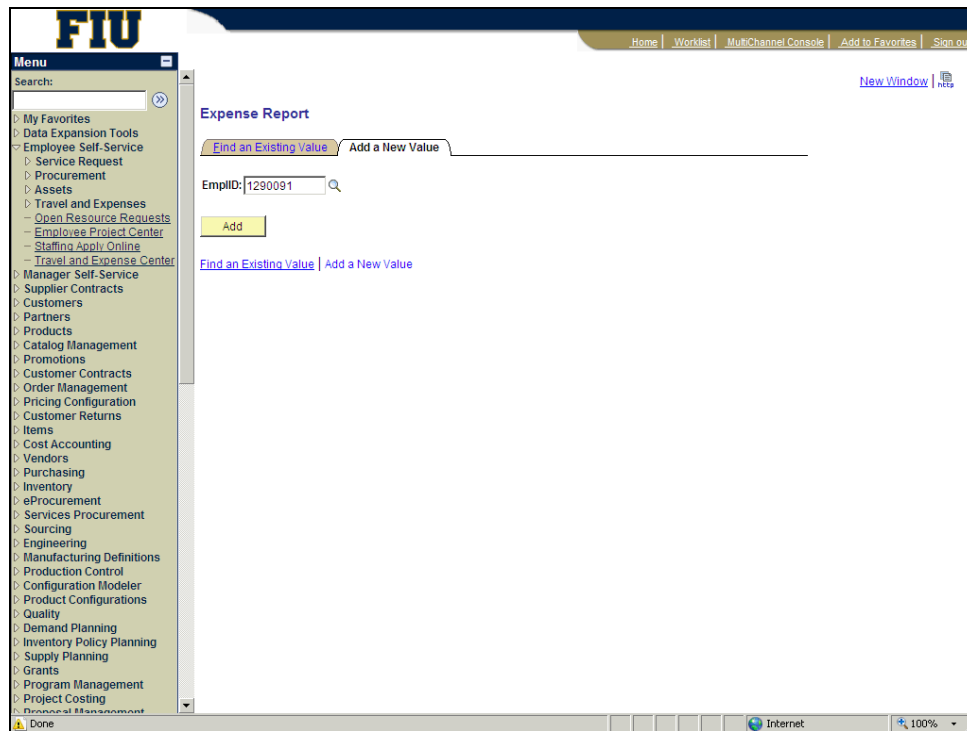 FIU
Home | Worklist | MultiChannel Console | Add to Favorites | Sign ou
Menu
Search:
New Window | http
My Favorites
Data Expansion Tools
Employee Self-Service
Service Request
Procurement
Assets
Travel and Expenses
Open Resource Requests
Employee Project Center
Staffing Apply Online
Travel and Expense Center
Manager Self-Service
Supplier Contracts
Customers
Partners
Products
Catalog Management
Promotions
Customer Contracts
Order Management
Pricing Configuration
Customer Returns
Items
Cost Accounting
Vendors
Purchasing
Inventory
eProcurement
Services Procurement
Sourcing
Engineering
Manufacturing Definitions
Production Control
Configuration Modeler
Product Configurations
Quality
Demand Planning
Inventory Policy Planning
Supply Planning
Grants
Program Management
Project Costing
Proposal Management
Expense Report
Find an Existing Value
Add a New Value
EmplID: 1290091
Add
Find an Existing Value | Add a New Value
Done
Internet
100%